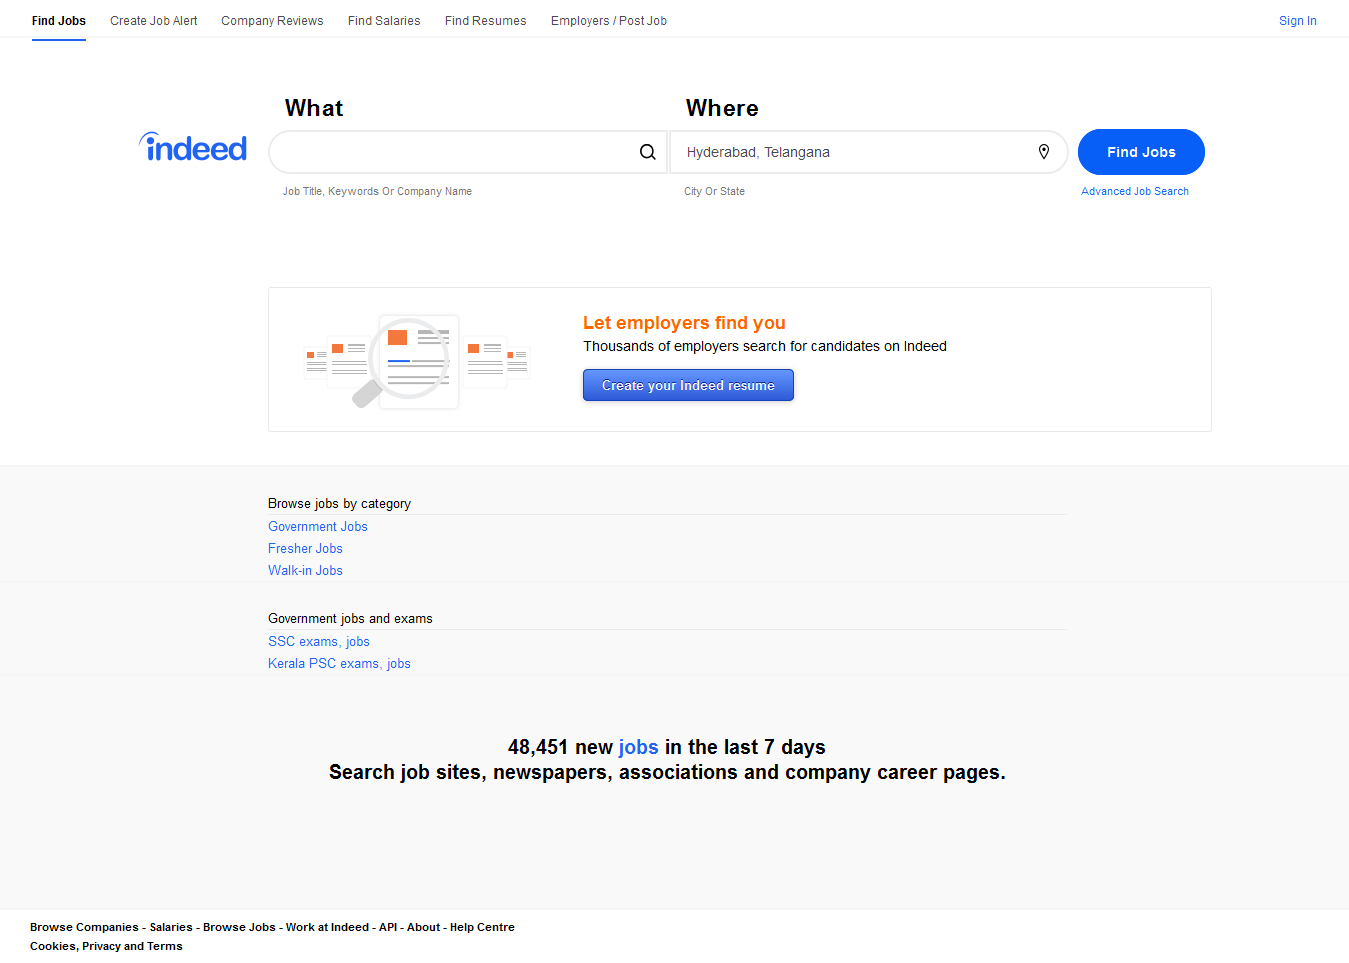 Find Jobs Create Job Alert Company Reviews Find Salaries Find Resumes Employers / Post Job Sign In
What Where
indeed Hyderabad, Telangana Find Jobs
Job Title, Keywords Or Company Name City Or State Advanced Job Search
Let employers find you
Thousands of employers search for candidates on Indeed
Create your Indeed resume
Browse jobs by category
Government Jobs
Fresher Jobs
Walk-in Jobs
Government jobs and exams
SSC exams, jobs
Kerala PSC exams, jobs
48,451 new jobs in the last 7 days
Search job sites, newspapers, associations and company career pages.
Browse Companies - Salaries - Browse Jobs - Work at Indeed - API - About - Help Centre
Cookies, Privacy and Terms